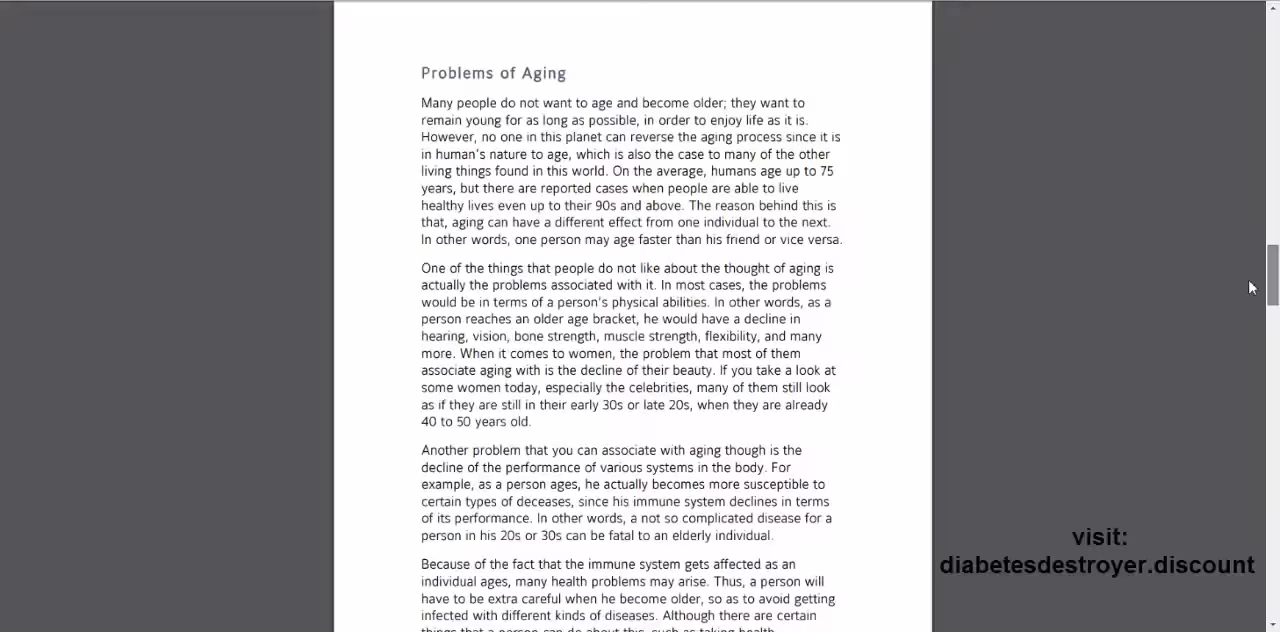 Problems of Aging
Many people do not want to age and become older; they want to
remain young for as long as possible, in order to enjoy life as it is.
However, no one in this planet can reverse the aging process since it is
in human's nature to age, which is also the case to many of the other
living things found in this world. On the average, humans age up to 75
years, but there are reported cases when people are able to live
healthy lives even up to their 90s and above. The reason behind this is
that, aging can have a different effect from one individual to the next.
In other words, one person may age faster than his friend or vice versa.
One of the things that people do not like about the thought of aging is
actually the problems associated with it. In most cases, the problems
would be in terms of a person's physical abilities. In other words, as a
person reaches an older age bracket, he would have a decline in
hearing, vision, bone strength, muscle strength, flexibility, and many
more. When it comes to women, the problem that most of them
associate aging with is the decline of their beauty. If you take a look at
some women today, especially the celebrities, many of them still look
as if they are still in their early 30s or late 20s, when they are already
40 to 50 years old.
Another problem that you can associate with aging though is the
decline of the performance of various systems in the body. For
example, as a person ages, he actually becomes more susceptible to
certain types of deceases, since his immune system declines in terms
of its performance. In other words, a not so complicated disease for a
person in his 20s or 30s can be fatal to an elderly individual.
Because of the fact that the immune system gets affected as an
individual ages, many health problems may arise. Thus, a person will
have to be extra careful when he become older, so as to avoid getting
infected with different kinds of diseases. Although there are certain
things that a person can do about this, such as taking health
visit:
diabetesdestroyer.discount